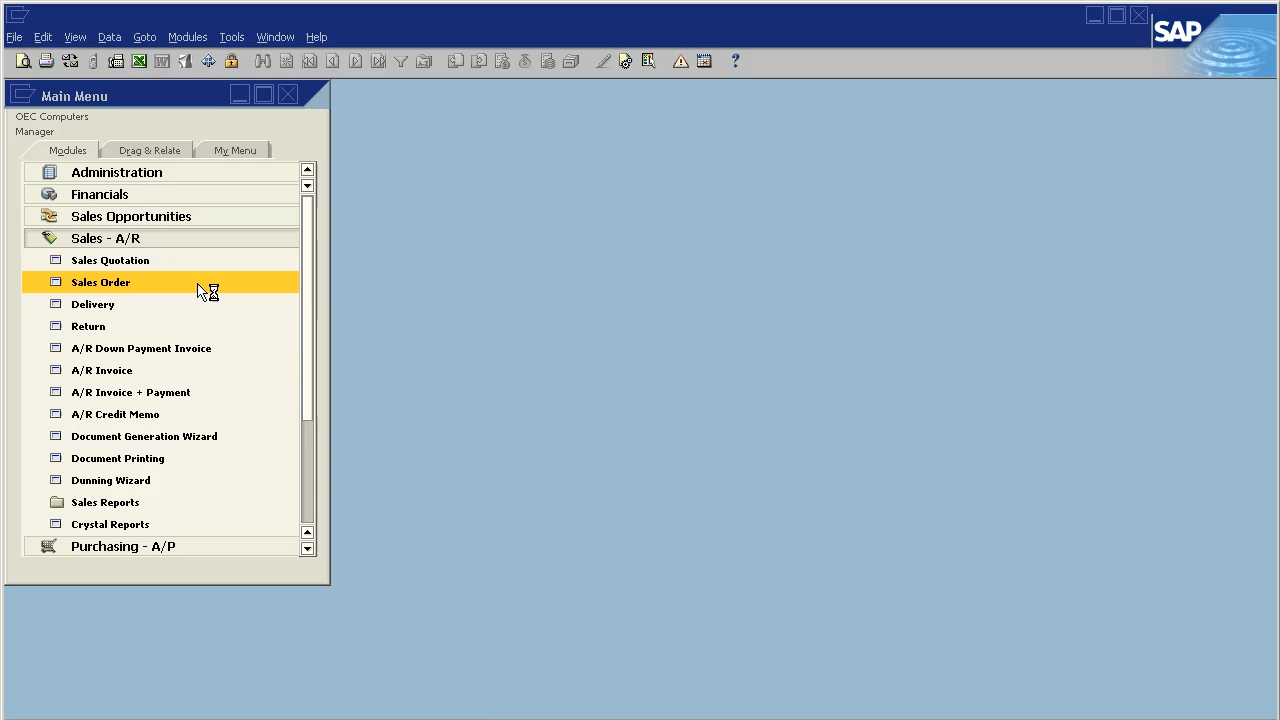 File Edit View Data Goto Modules Tools Window Help
SAP
Main Menu
OEC Computers
Manager
Modules Drag & Relate My Menu
Administration
Financials
Sales Opportunities
Sales - A/R
Sales Quotation
Sales Order
Delivery
Return
A/R Down Payment Invoice
A/R Invoice
A/R Invoice + Payment
A/R Credit Memo
Document Generation Wizard
Document Printing
Dunning Wizard
Sales Reports
Crystal Reports
Purchasing - A/P